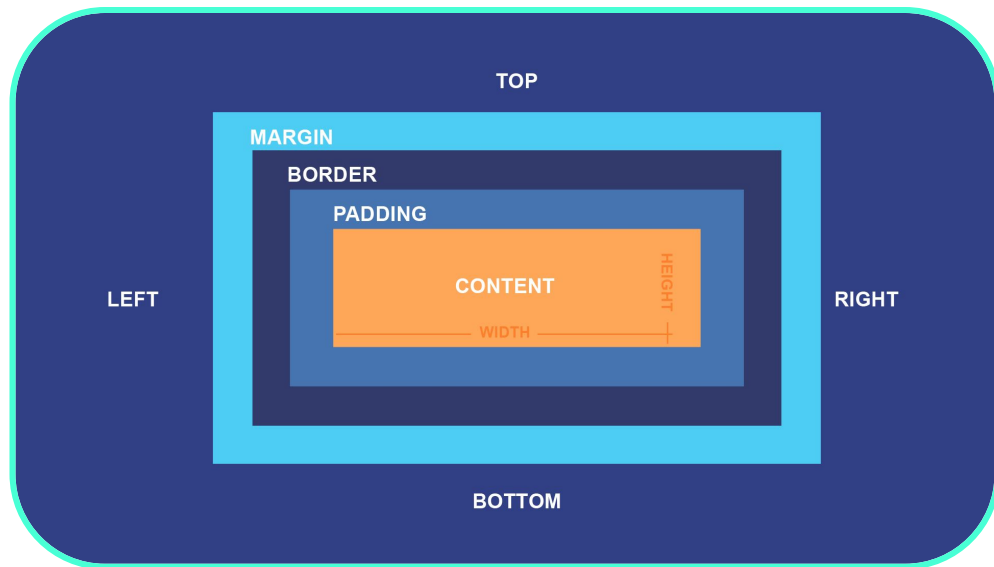 TOP
MARGIN
BORDER
PADDING
CONTENT
HEIGHT
WIDTH
LEFT
RIGHT
BOTTOM